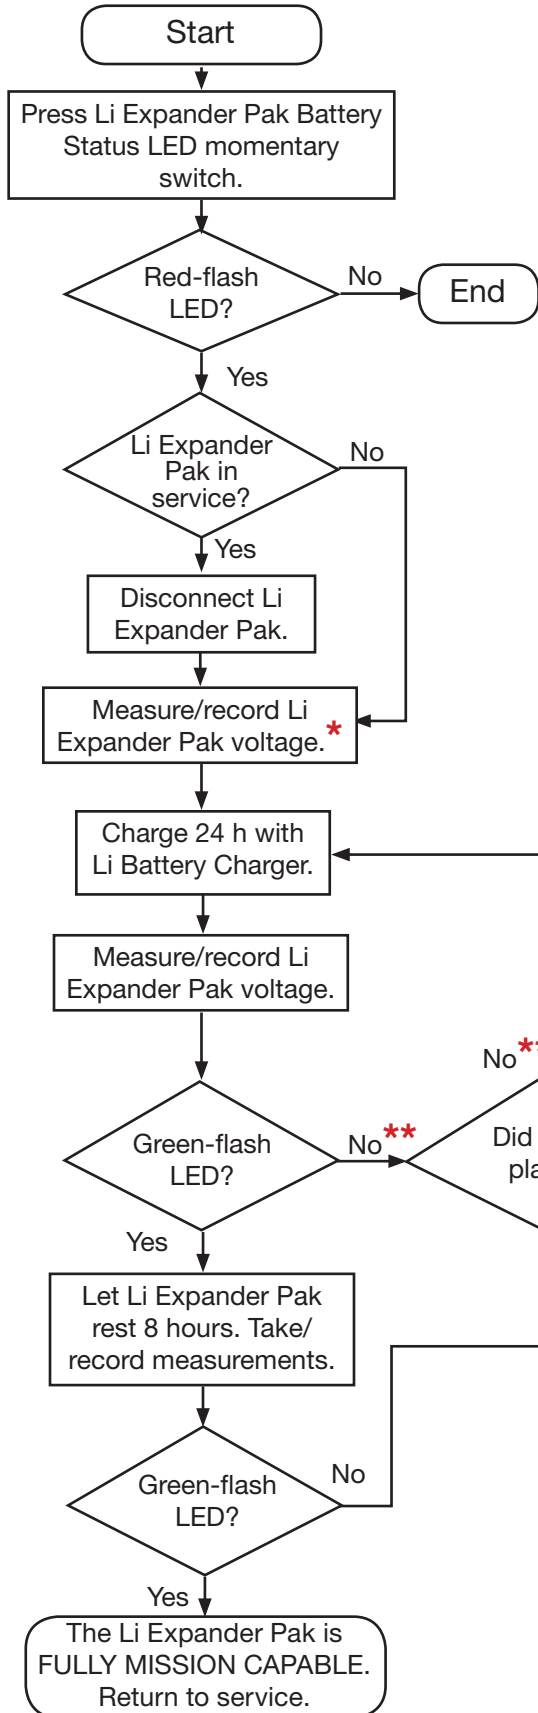 Start
Press Li Expander Pak Battery
Status LED momentary
switch.
Red-flash
LED?
No
End
Yes
Li Expander
Pak in
service?
No
Yes
Disconnect Li
Expander Pak.
Measure/record Li
Expander Pak voltage.*
Charge 24 h with
Li Battery Charger.
Measure/record Li
Expander Pak voltage.
Green-flash
LED?
No**
No**
Did
Yes
Let Li Expander Pak
rest 8 hours. Take/
record measurements.
Green-flash
LED?
No
Yes
The Li Expander Pak is
FULLY MISSION CAPABLE.
Return to service.